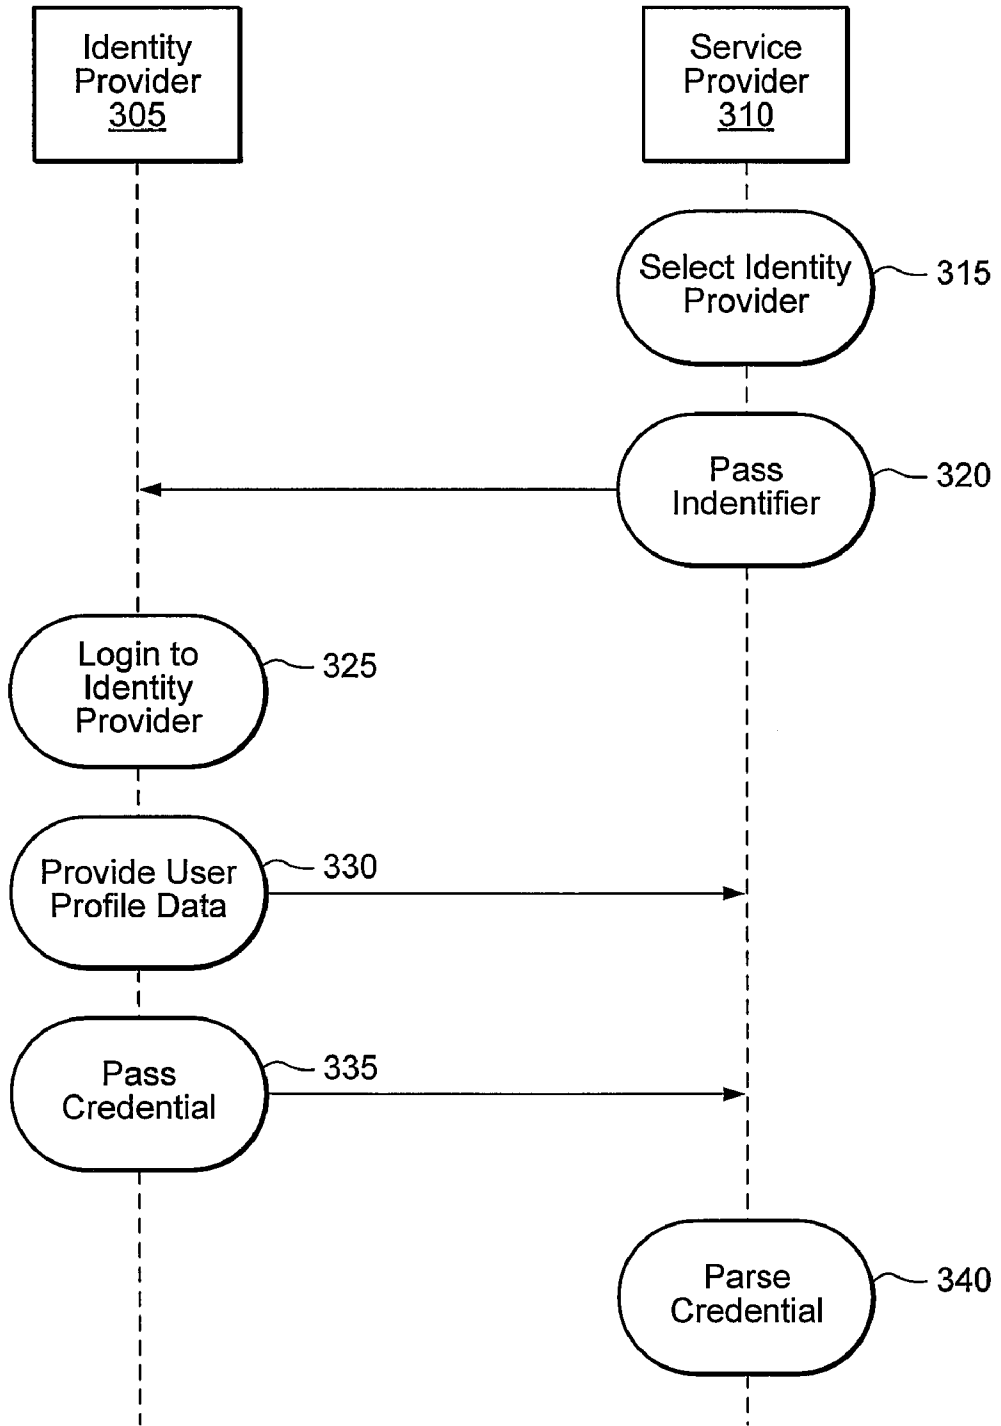 Identity
Provider
305
Service
Provider
310
Select Identity
Provider
315
Pass
Indentifier
320
Login to
Identity
Provider
325
Provide User
Profile Data
330
Pass
Credential
335
Parse
Credential
340